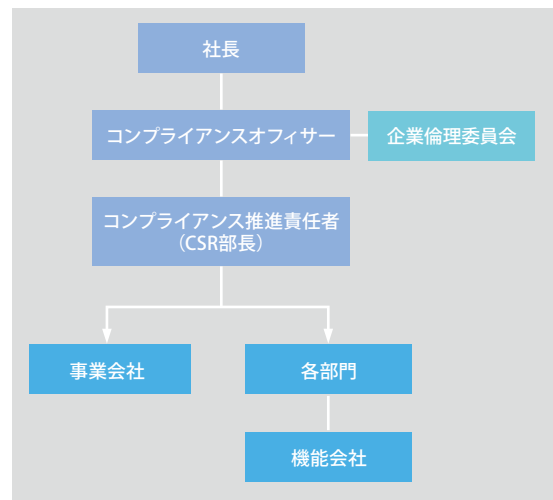 社長
コンプライアンスオフィサー
企業倫理委員会
コンプライアンス推進責任者
（CSR部長）
事業会社
各部門
機能会社